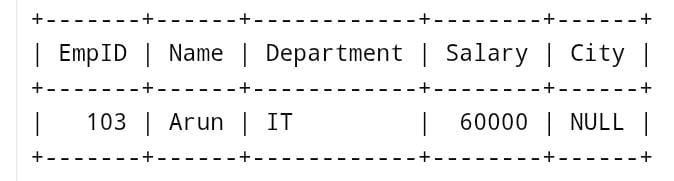 +-------+------+------------+--------+------+
| EmpID | Name | Department | Salary | City |
+-------+------+------------+--------+------+
|   103 | Arun | IT         |  60000 | NULL |
+-------+------+------------+--------+------+